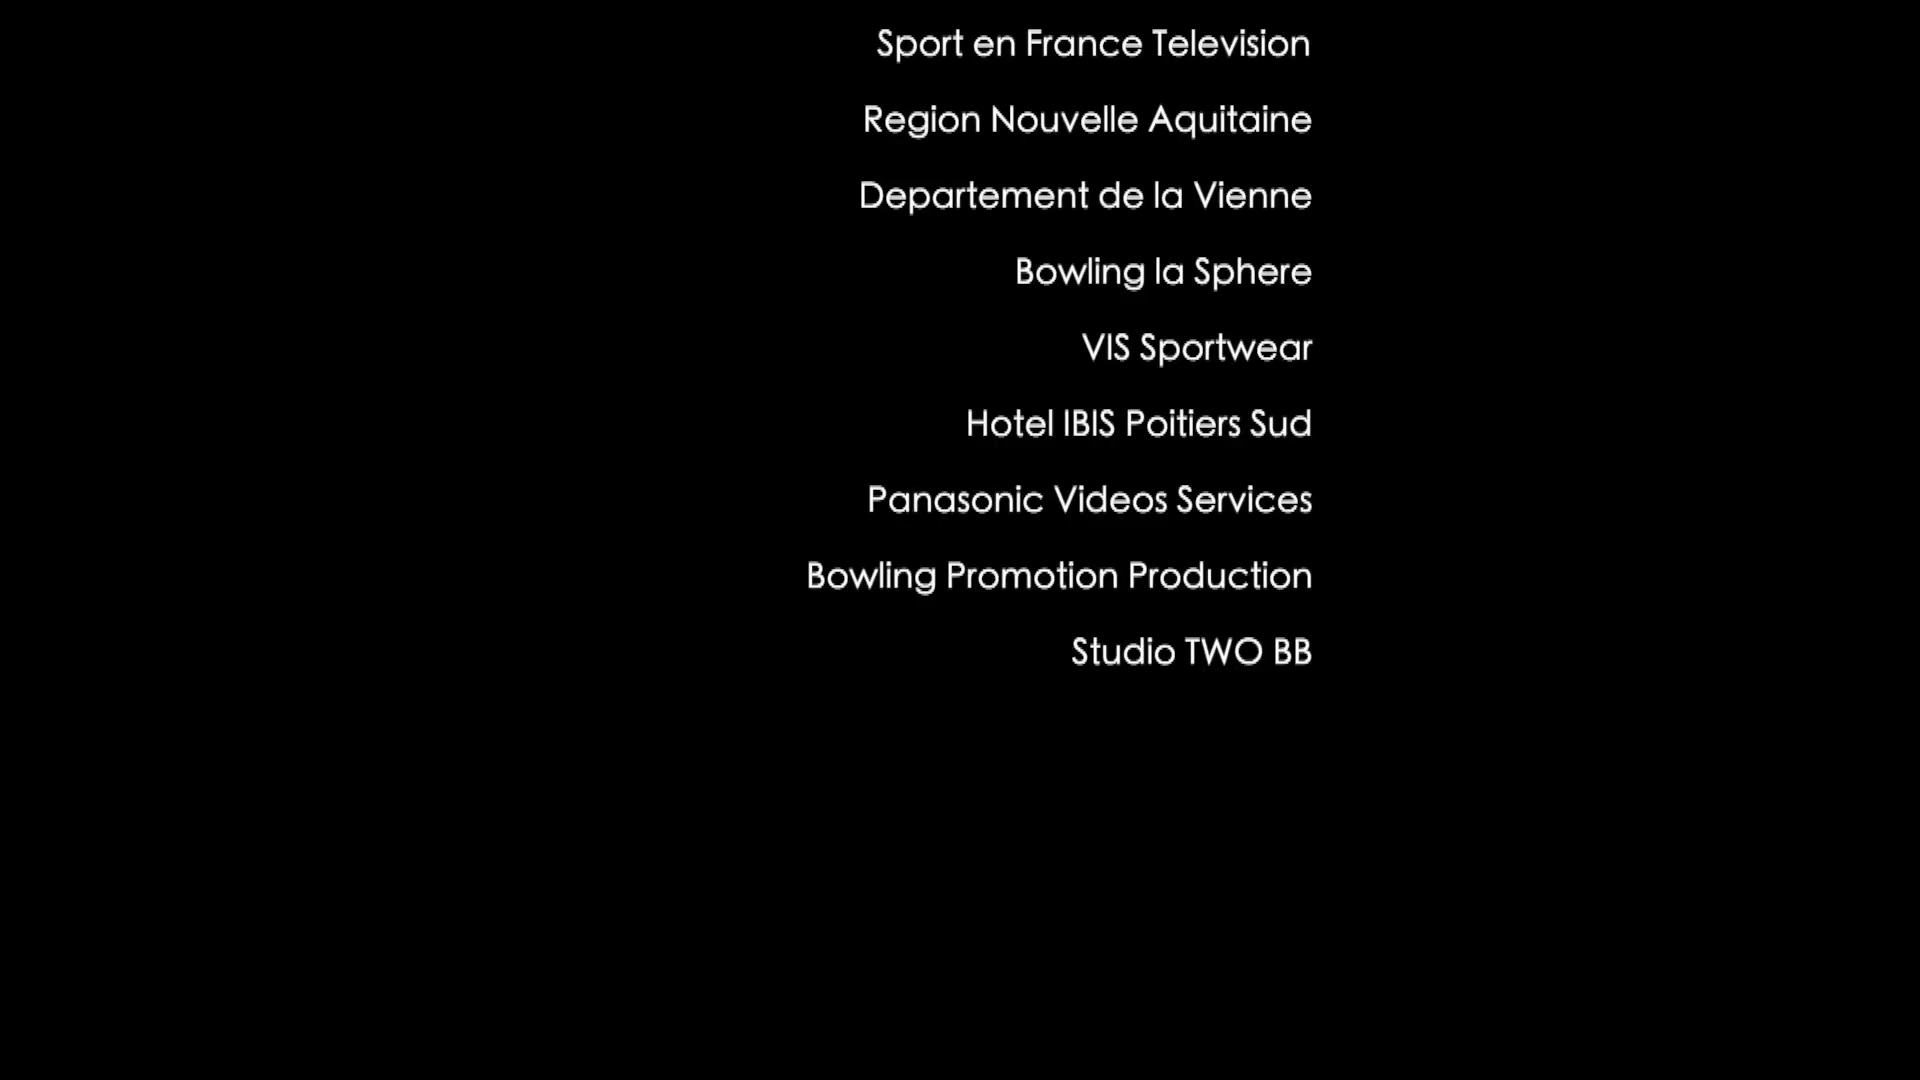 Sport en France Television
Region Nouvelle Aquitaine
Departement de la Vienne
Bowling la Sphere
VIS Sportwear
Hotel IBIS Poitiers Sud
Panasonic Videos Services
Bowling Promotion Production
Studio TWO BB